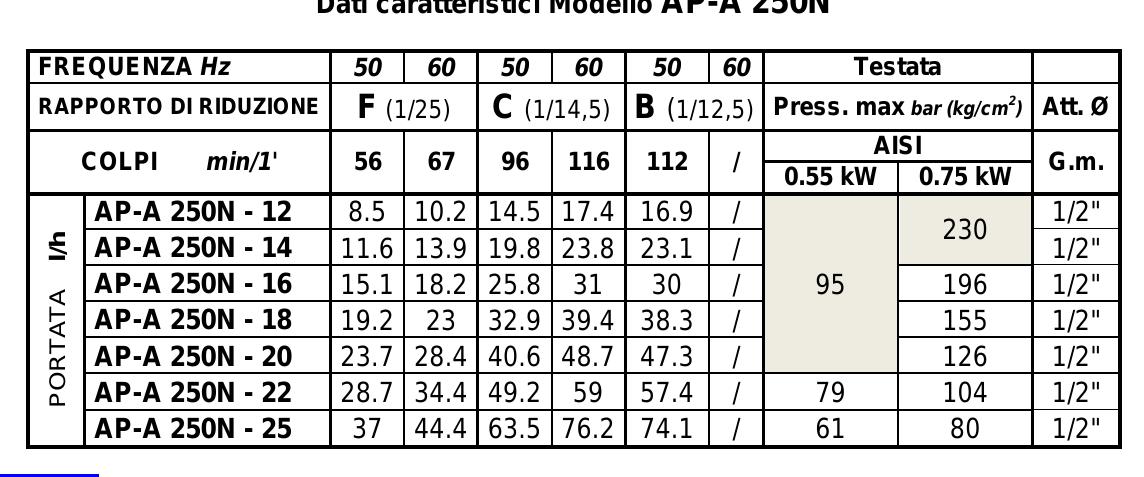 Dati caratteristici Modello AP-A 250N
FREQUENZA Hz 50 60 50 60 50 60 Testata
RAPPORTO DI RIDUZIONE F (1/25) C (1/14,5) B (1/12,5) Press. max bar (kg/cm²) Att. Ø
COLPI min/1' 56 67 96 116 112 / AISI G.m.
0.55 kW 0.75 kW
PORTATA l/h
AP-A 250N - 12 8.5 10.2 14.5 17.4 16.9 / 95 230 1/2"
AP-A 250N - 14 11.6 13.9 19.8 23.8 23.1 / 1/2"
AP-A 250N - 16 15.1 18.2 25.8 31 30 / 196 1/2"
AP-A 250N - 18 19.2 23 32.9 39.4 38.3 / 155 1/2"
AP-A 250N - 20 23.7 28.4 40.6 48.7 47.3 / 126 1/2"
AP-A 250N - 22 28.7 34.4 49.2 59 57.4 / 79 104 1/2"
AP-A 250N - 25 37 44.4 63.5 76.2 74.1 / 61 80 1/2"